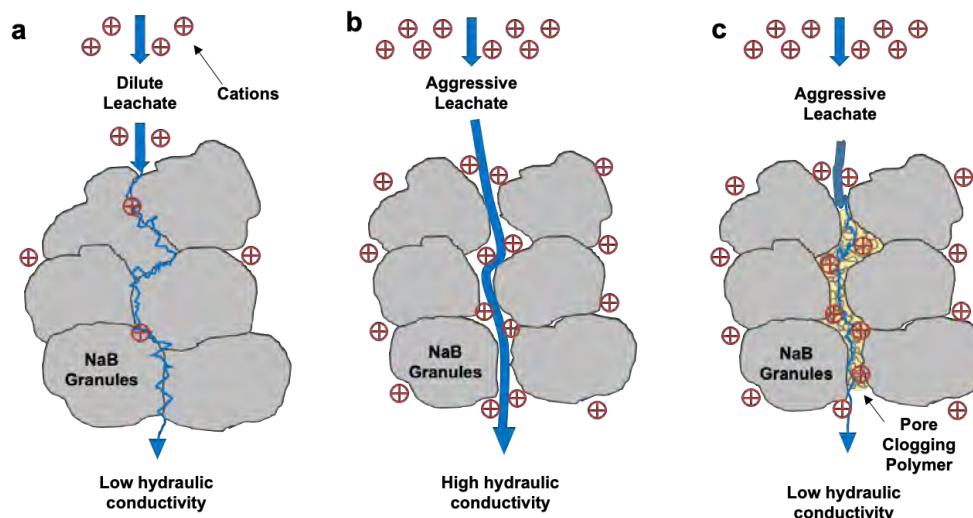 a
Dilute
Leachate
Cations
NaB
Granules
Low hydraulic
conductivity
b
Aggressive
Leachate
NaB
Granules
High hydraulic
conductivity
c
Aggressive
Leachate
NaB
Granules
Pore
Clogging
Polymer
Low hydraulic
conductivity